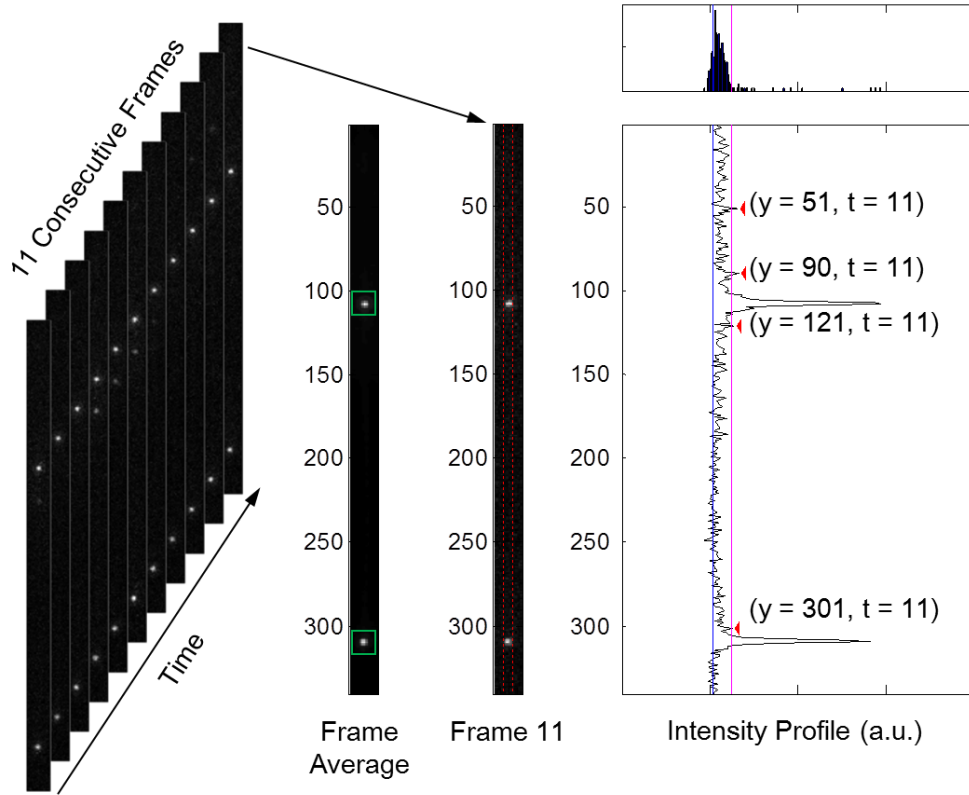 11 Consecutive Frames
Time
50
100
150
200
250
300
Frame
Average
50
100
150
200
250
300
Frame 11
50
100
150
200
250
300
(y = 51, t = 11)
(y = 90, t = 11)
(y = 121, t = 11)
(y = 301, t = 11)
Intensity Profile (a.u.)